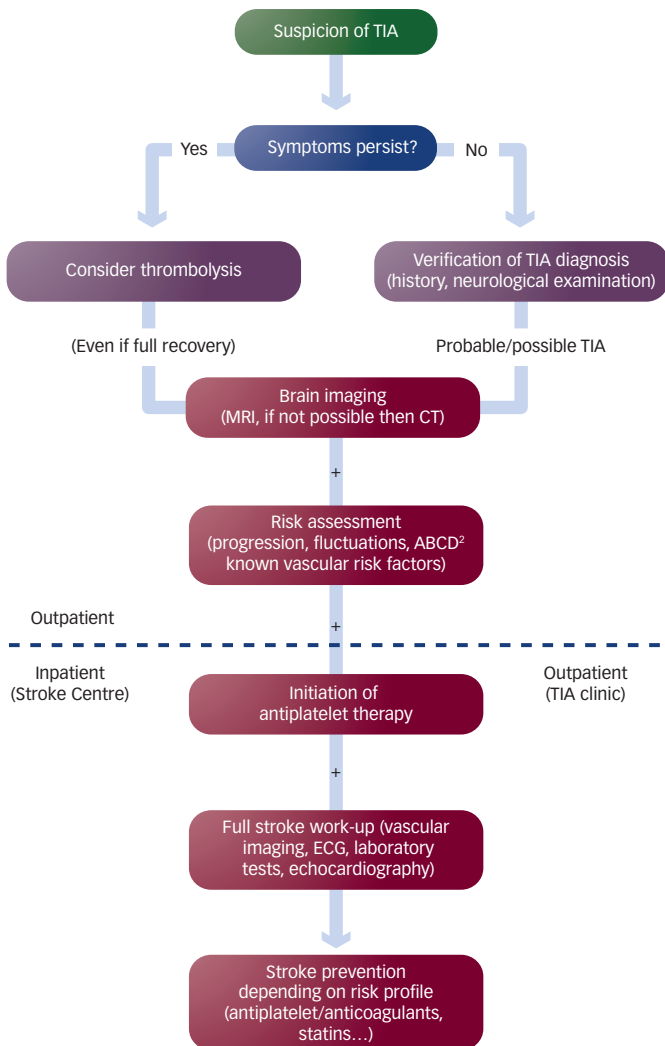 Suspicion of TIA
Symptoms persist?
Yes
No
Consider thrombolysis
Verification of TIA diagnosis
(history, neurological examination)
(Even if full recovery)
Probable/possible TIA
Brain imaging
(MRI, if not possible then CT)
+
Risk assessment
(progression, fluctuations, ABCD²
known vascular risk factors)
Outpatient
+
Inpatient
(Stroke Centre)
Outpatient
(TIA clinic)
Initiation of
antiplatelet therapy
+
Full stroke work-up (vascular
imaging, ECG, laboratory
tests, echocardiography)
Stroke prevention
depending on risk profile
(antiplatelet/anticoagulants,
statins…)